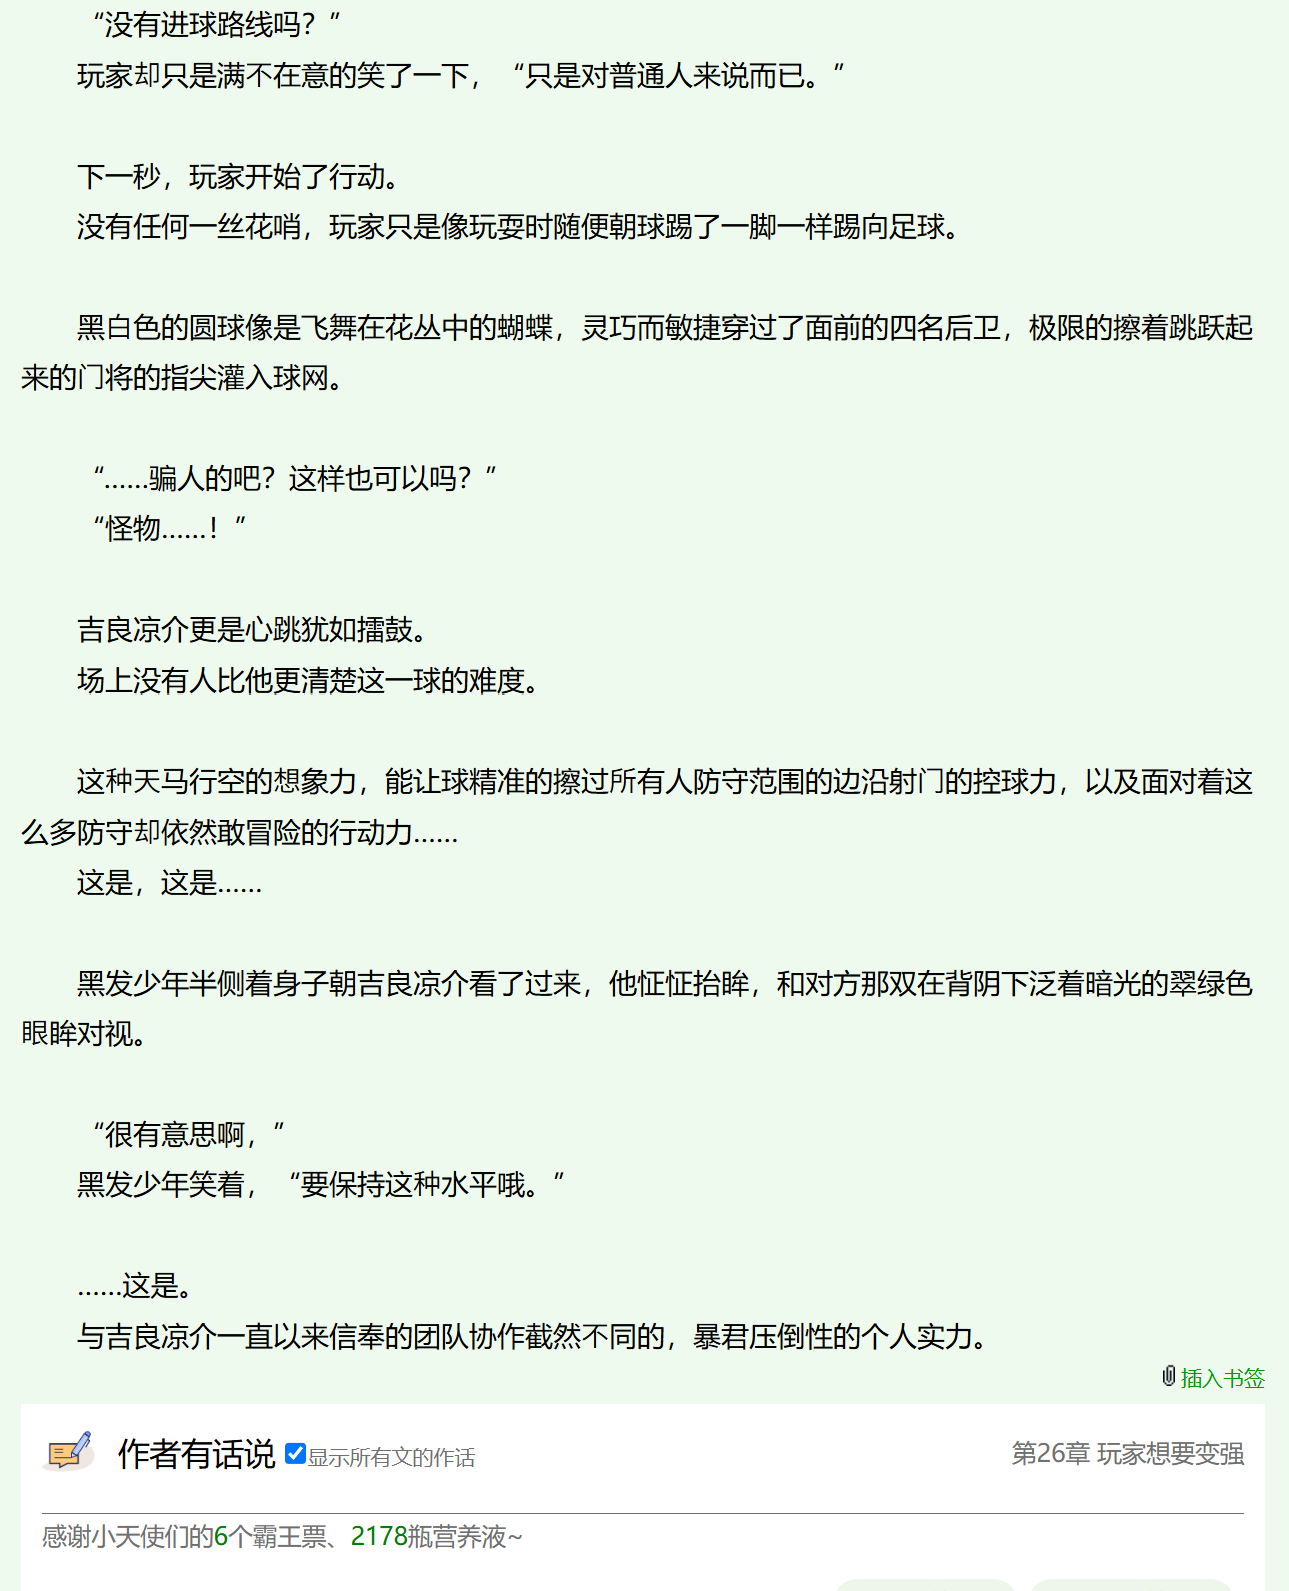 “没有进球路线吗？”
玩家却只是满不在意的笑了一下，“只是对普通人来说而已。”
下一秒，玩家开始了行动。
没有任何一丝花哨，玩家只是像玩耍时随便朝球踢了一脚一样踢向足球。
黑白色的圆球像是飞舞在花丛中的蝴蝶，灵巧而敏捷穿过了面前的四名后卫，极限的擦着跳跃起
来的门将的指尖灌入球网。
“……骗人的吧？这样也可以吗？”
“怪物……！”
吉良凉介更是心跳犹如擂鼓。
场上没有人比他更清楚这一球的难度。
这种天马行空的想象力，能让球精准的擦过所有人防守范围的边沿射门的控球力，以及面对着这
么多防守却依然敢冒险的行动力……
这是，这是……
黑发少年半侧着身子朝吉良凉介看了过来，他怔怔抬眸，和对方那双在背阴下泛着暗光的翠绿色
眼眸对视。
“很有意思啊，”
黑发少年笑着，“要保持这种水平哦。”
……这是。
与吉良凉介一直以来信奉的团队协作截然不同的，暴君压倒性的个人实力。
插入书签
作者有话说 显示所有文的作话 第26章 玩家想要变强
感谢小天使们的6个霸王票、2178瓶营养液~